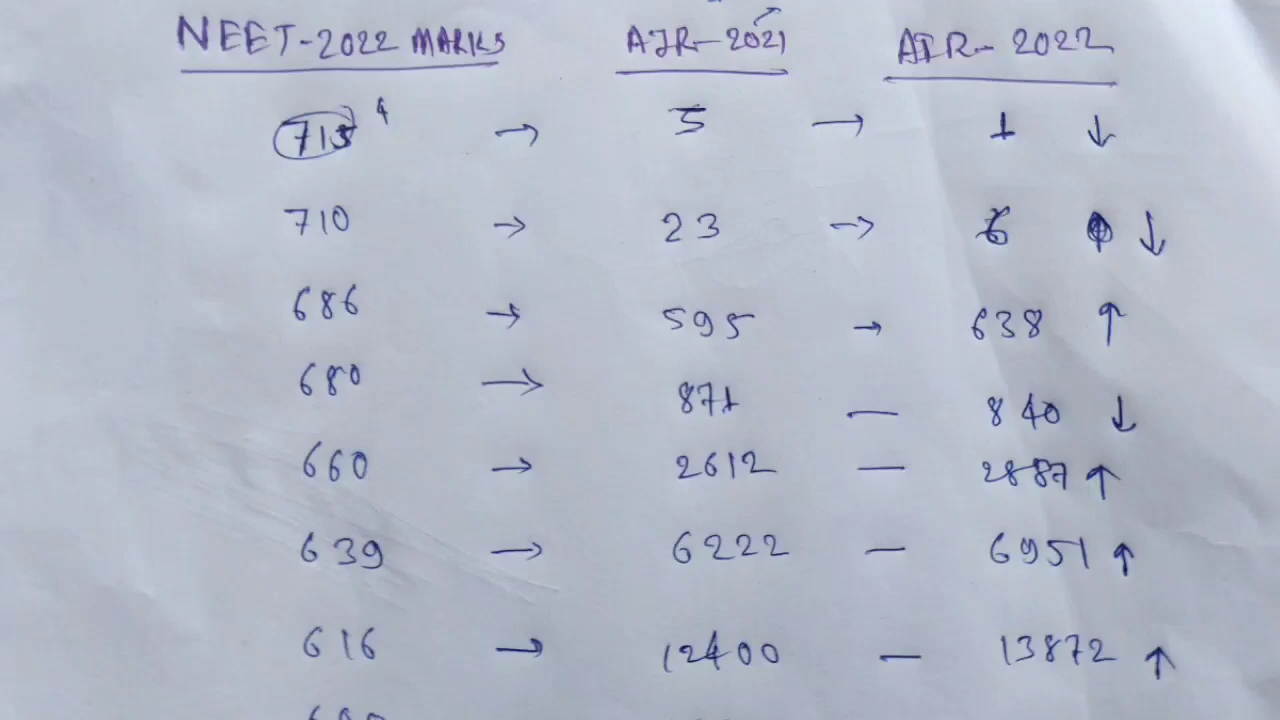 NEET-2022 MARKS AIR-2021 AIR-2022
715 → 5 → 1 ↓
710 → 23 → 6 ↓
686 → 595 → 638 ↑
680 → 871 — 840 ↓
660 → 2612 — 2887 ↑
639 → 6222 — 6951 ↑
616 → 12400 — 13872 ↑